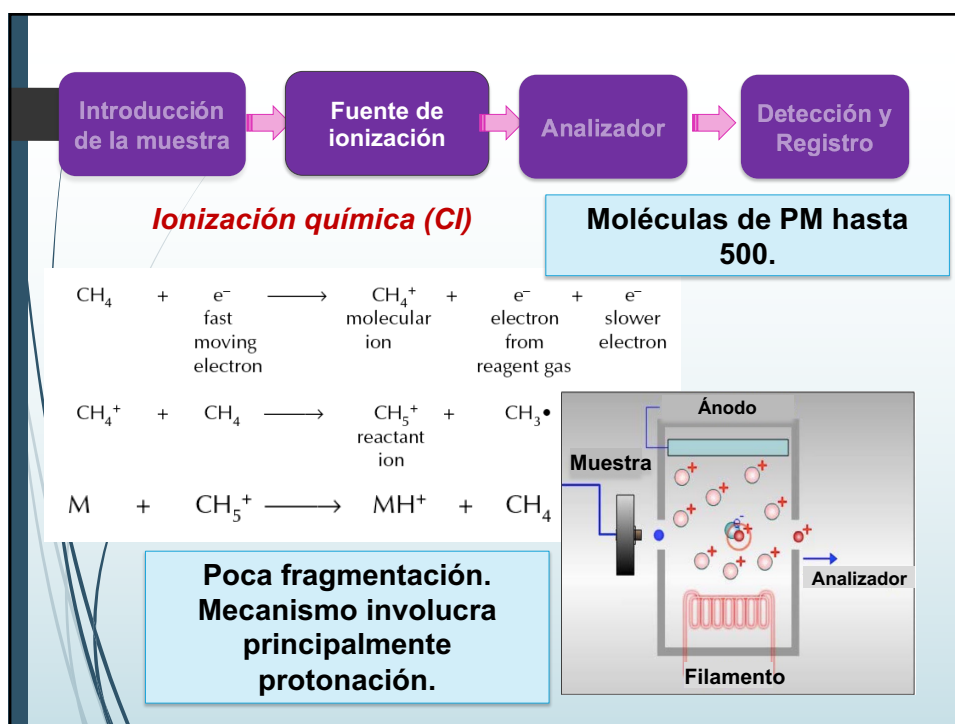 Introducción
de la muestra
Fuente de
ionización
Analizador
Detección y
Registro
Ionización química (CI)
Moléculas de PM hasta
500.
CH₄ + e⁻ ⟶ CH₄⁺ + e⁻ + e⁻
fast molecular electron slower
moving ion from electron
electron reagent gas
CH₄⁺ + CH₄ ⟶ CH₅⁺ + CH₃•
reactant
ion
M + CH₅⁺ ⟶ MH⁺ + CH₄
Poca fragmentación.
Mecanismo involucra
principalmente
protonación.
Ánodo
Muestra
+ + + + + + + + +
e⁻
Analizador
Filamento